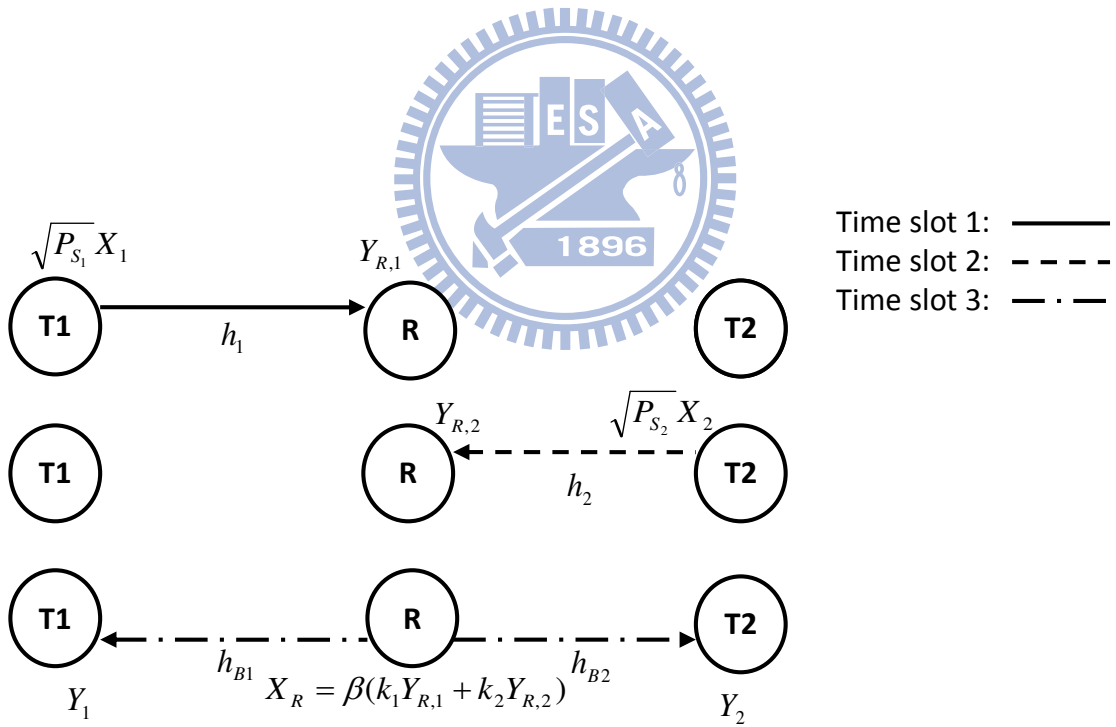 E S A
1896
Time slot 1:
Time slot 2:
Time slot 3:
√P_{S_1} X_1
Y_{R,1}
T1
h_1
R
T2
Y_{R,2}
√P_{S_2} X_2
T1
R
h_2
T2
T1
R
T2
h_{B1}
h_{B2}
Y_1
X_R = β(k_1 Y_{R,1} + k_2 Y_{R,2})
Y_2